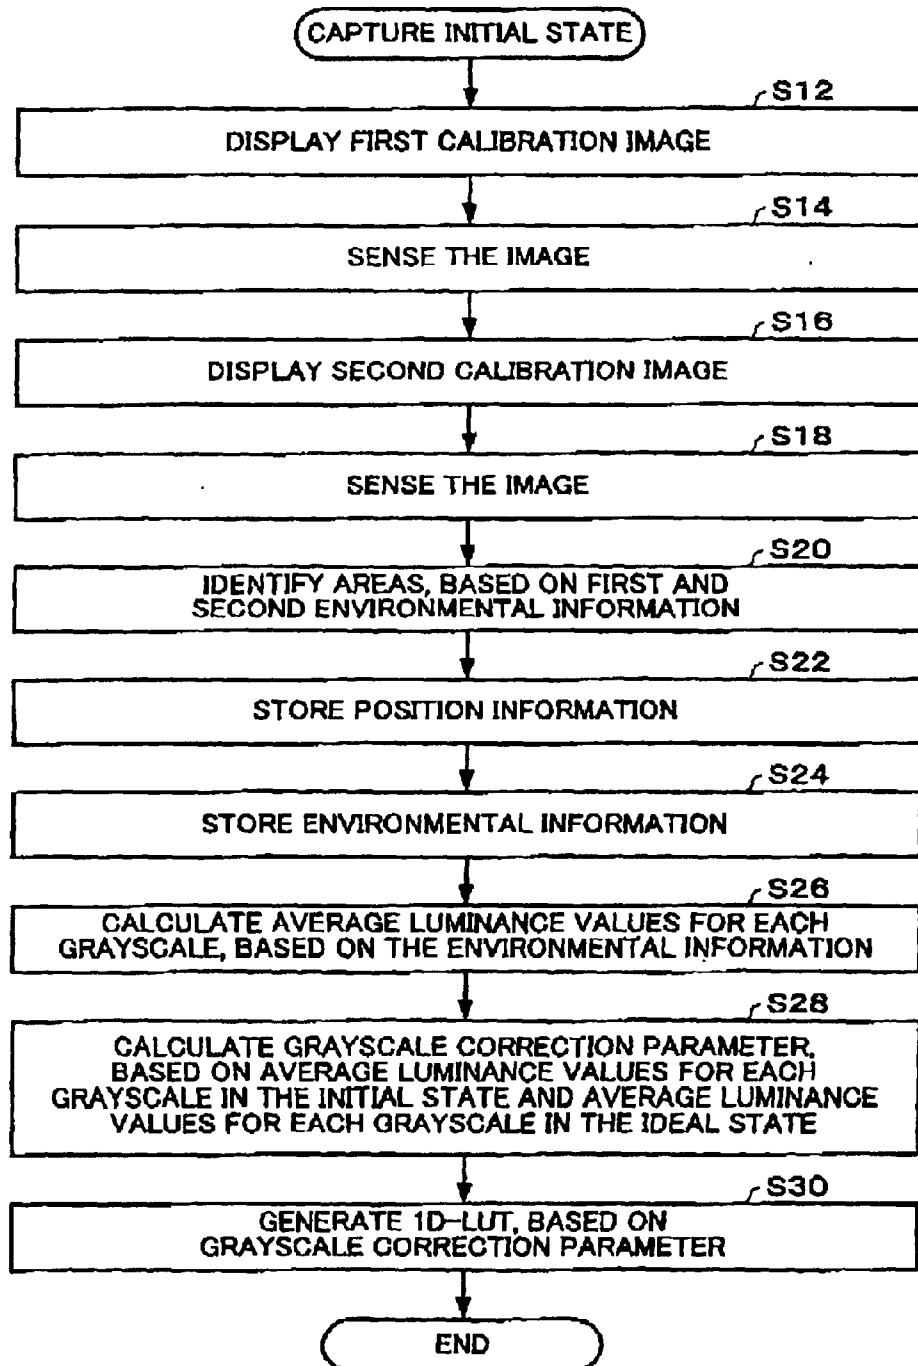 CAPTURE INITIAL STATE
S12
DISPLAY FIRST CALIBRATION IMAGE
S14
SENSE THE IMAGE
S16
DISPLAY SECOND CALIBRATION IMAGE
S18
SENSE THE IMAGE
S20
IDENTIFY AREAS, BASED ON FIRST AND
SECOND ENVIRONMENTAL INFORMATION
S22
STORE POSITION INFORMATION
S24
STORE ENVIRONMENTAL INFORMATION
S26
CALCULATE AVERAGE LUMINANCE VALUES FOR EACH
GRAYSCALE, BASED ON THE ENVIRONMENTAL INFORMATION
S28
CALCULATE GRAYSCALE CORRECTION PARAMETER,
BASED ON AVERAGE LUMINANCE VALUES FOR EACH
GRAYSCALE IN THE INITIAL STATE AND AVERAGE LUMINANCE
VALUES FOR EACH GRAYSCALE IN THE IDEAL STATE
S30
GENERATE 1D-LUT, BASED ON
GRAYSCALE CORRECTION PARAMETER
END